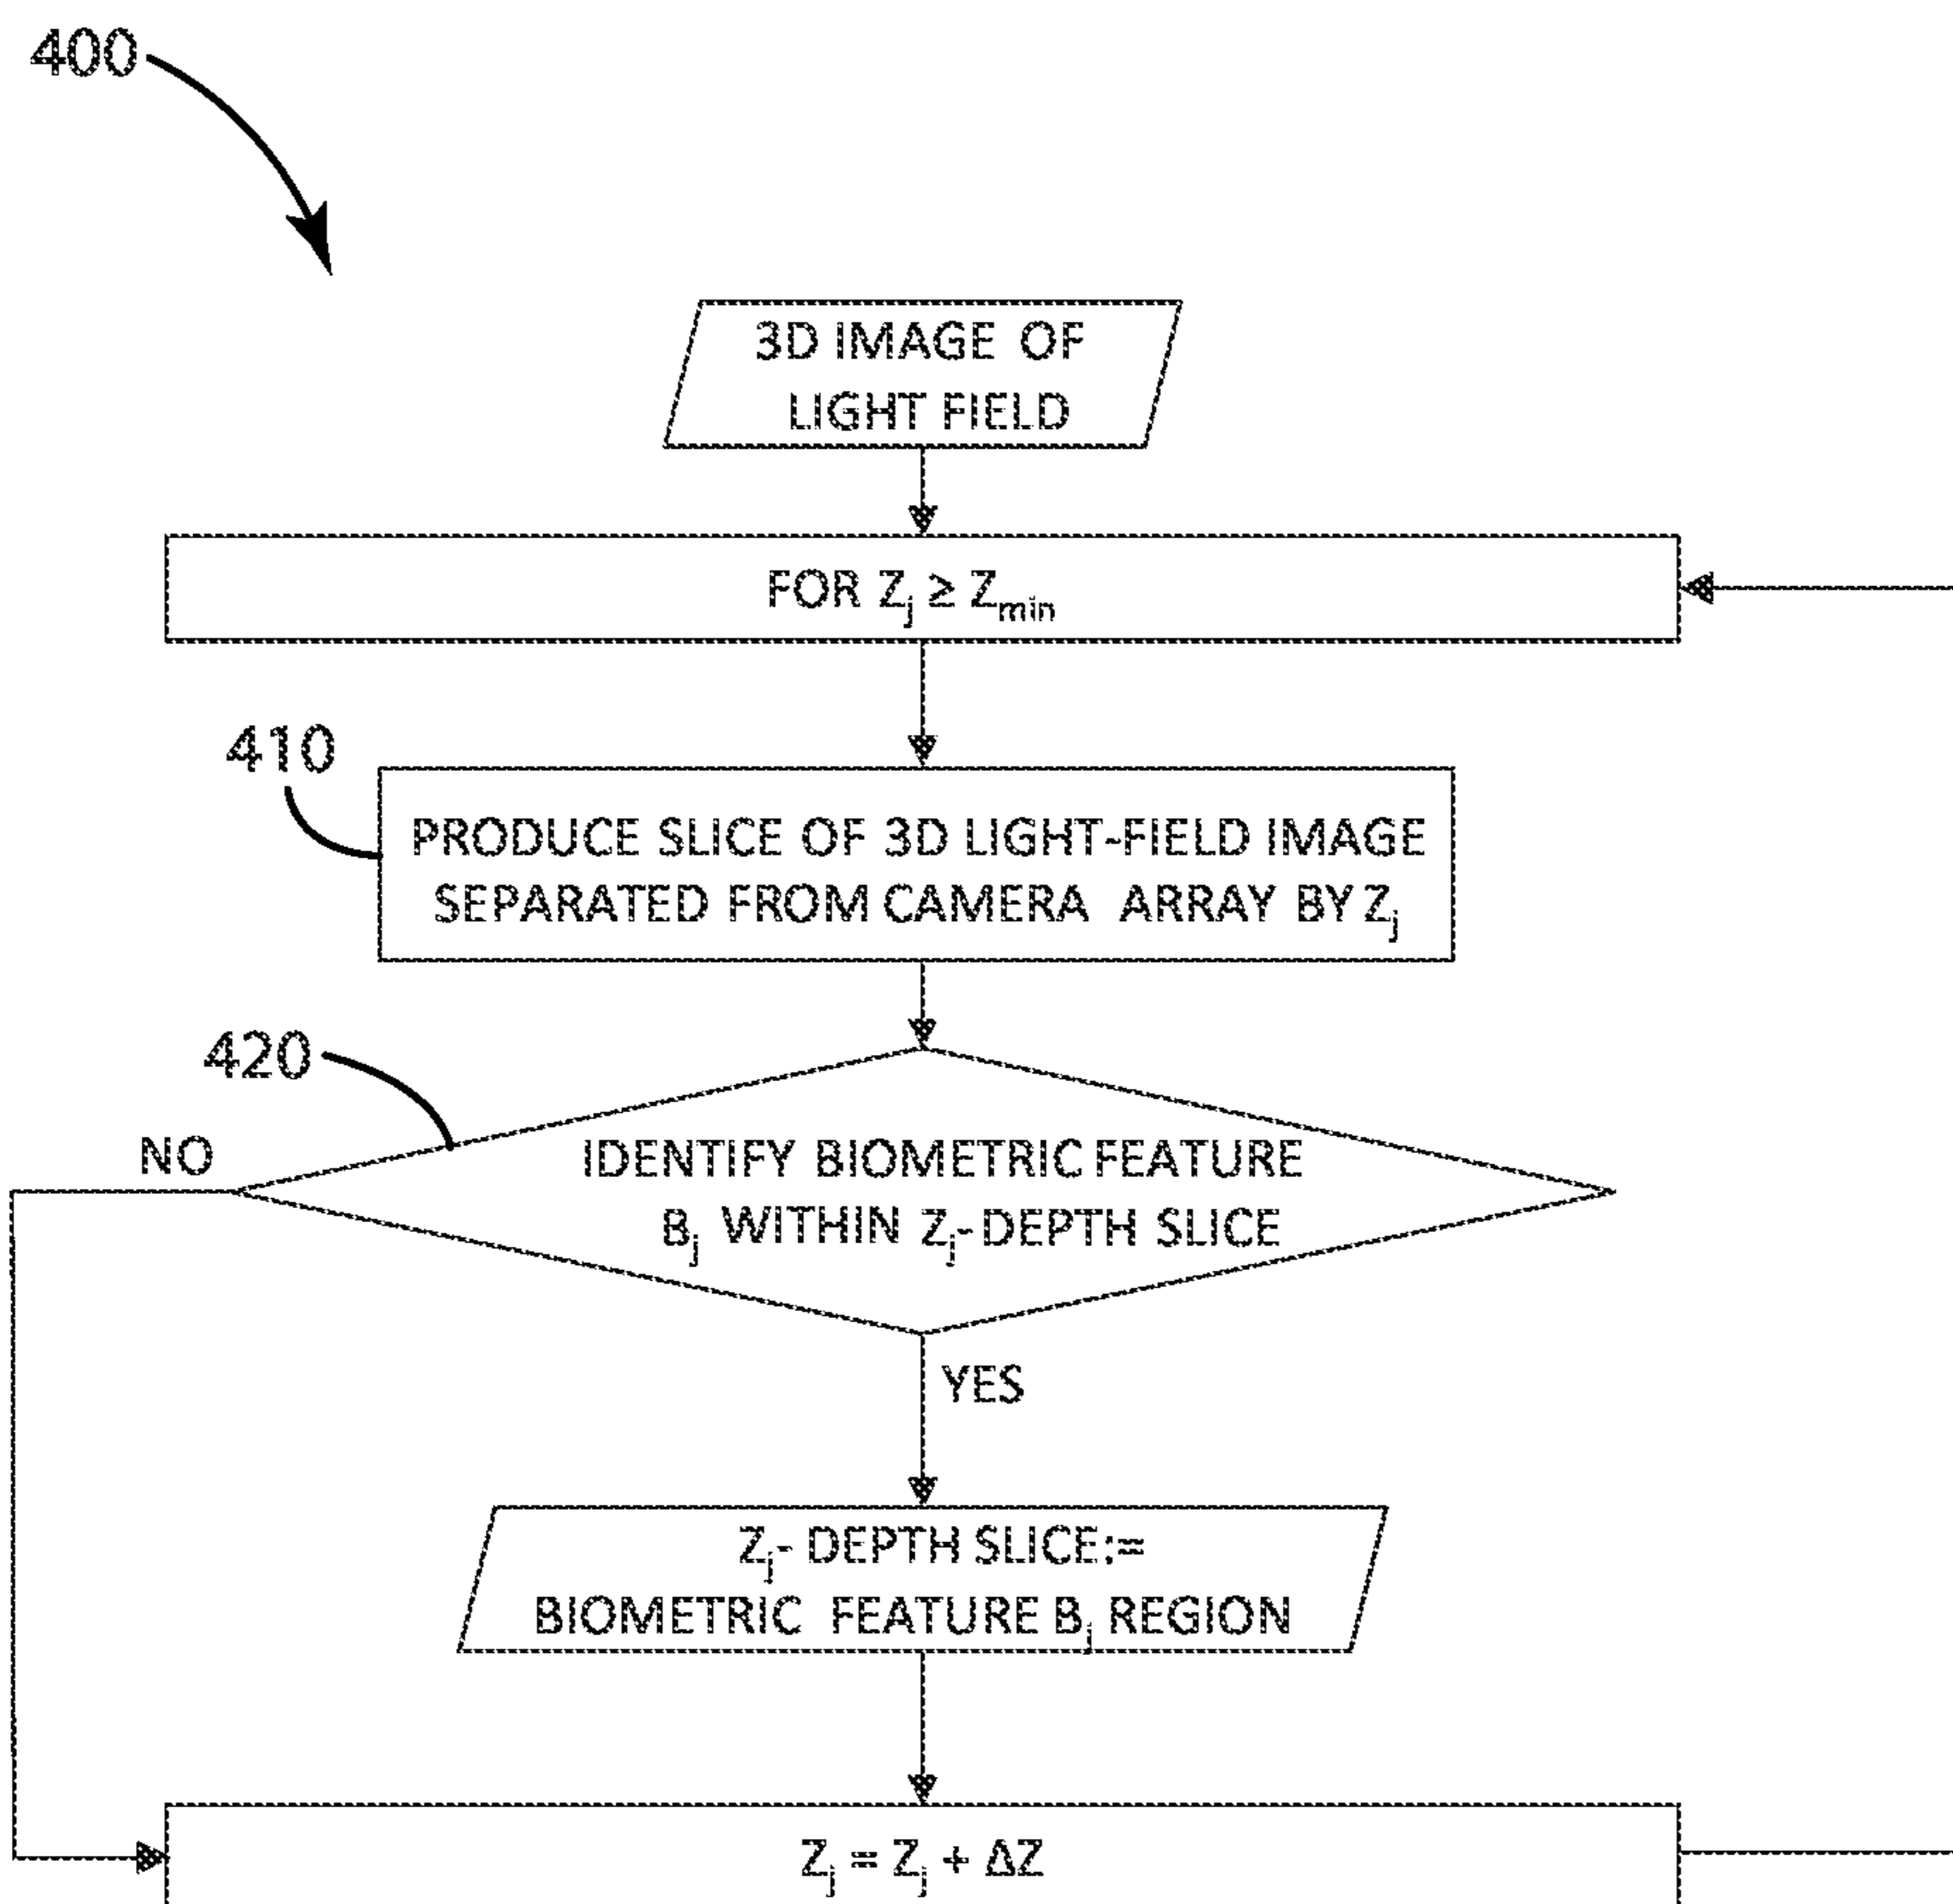 400
3D IMAGE OF
LIGHT FIELD
FOR Zj ≥ Zmin
410
PRODUCE SLICE OF 3D LIGHT-FIELD IMAGE
SEPARATED FROM CAMERA ARRAY BY Zj
420
NO
IDENTIFY BIOMETRIC FEATURE
Bj WITHIN Zj-DEPTH SLICE
YES
Zj- DEPTH SLICE:=
BIOMETRIC FEATURE Bj REGION
Zj = Zj + ΔZ